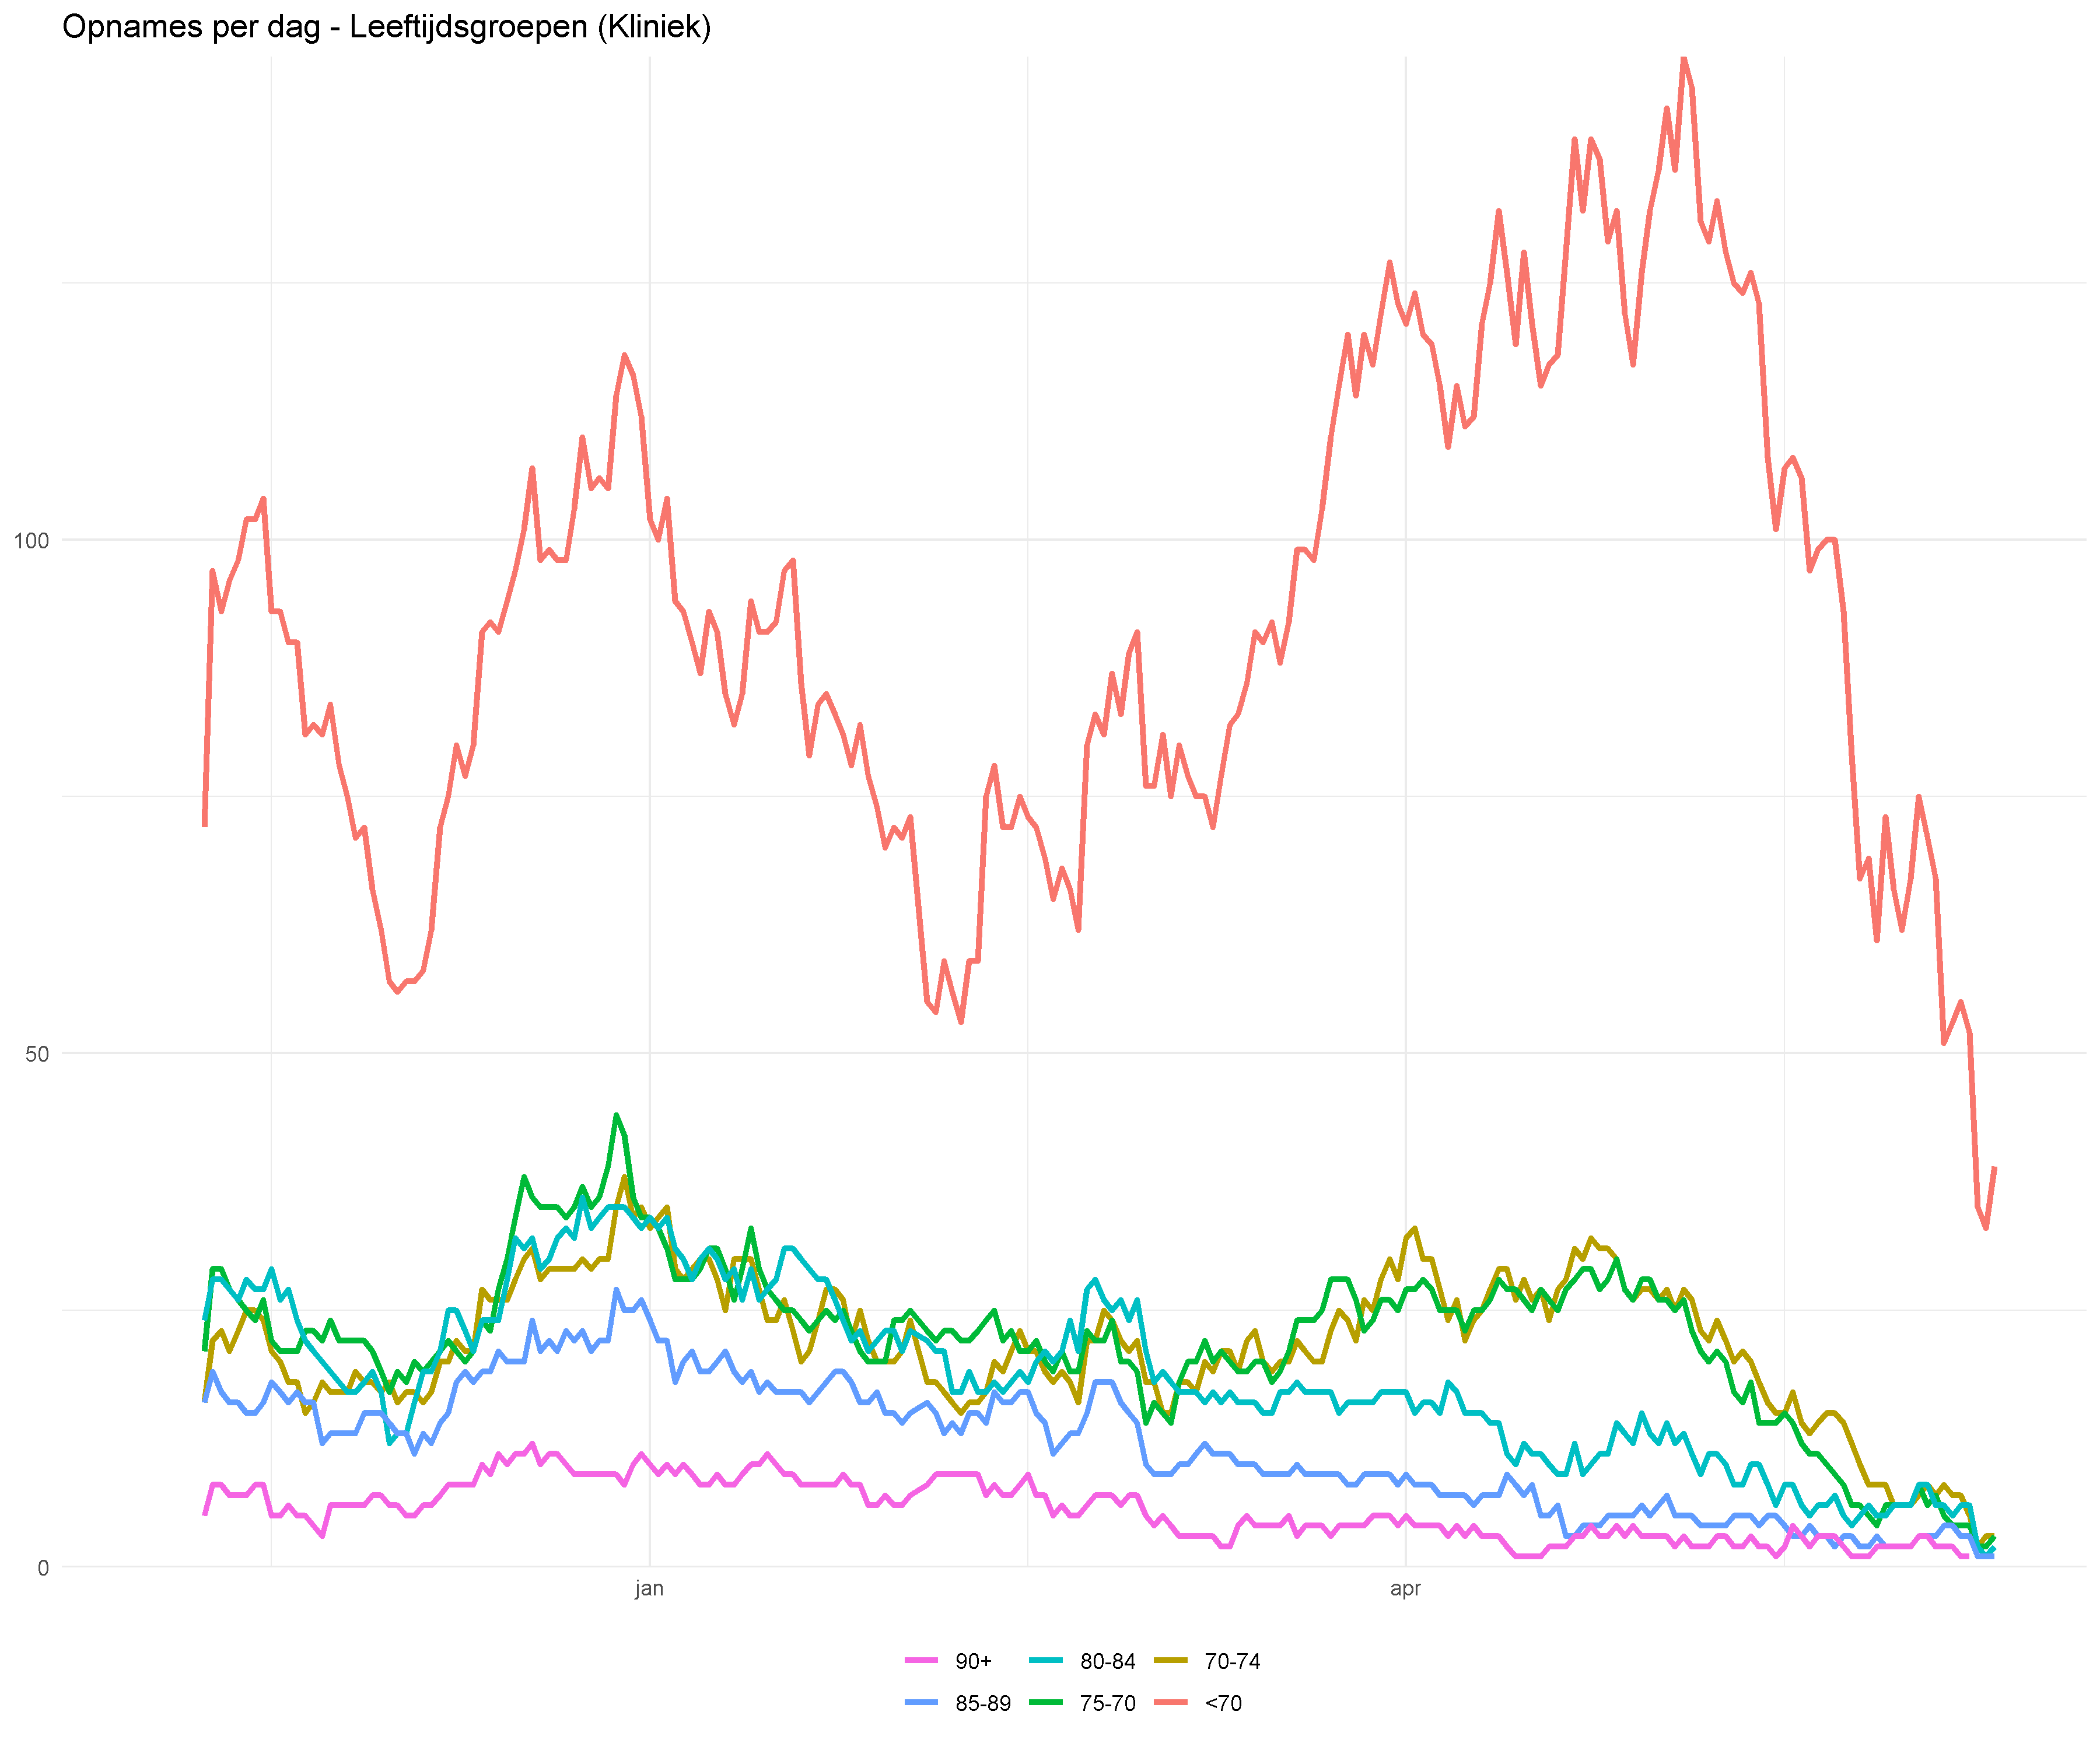 Opnames per dag - Leeftijdsgroepen (Kliniek)
100
50
0
jan apr
90+ 80-84 70-74
85-89 75-70 <70